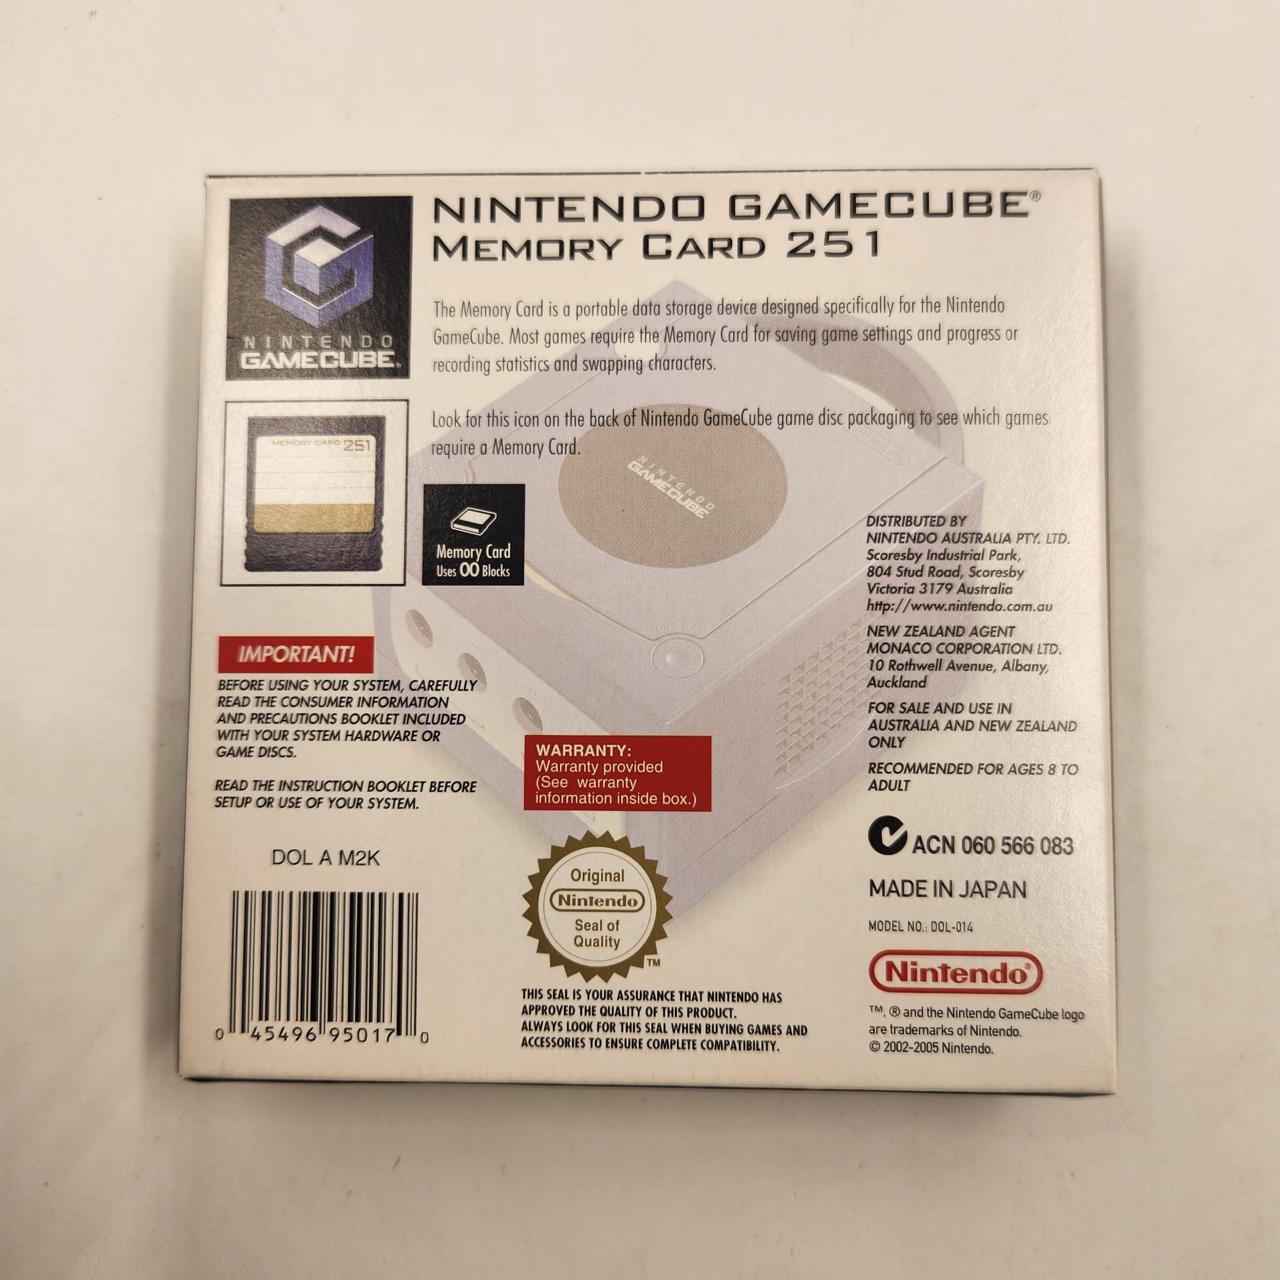 NINTENDO GAMECUBE®
MEMORY CARD 251
NINTENDO
GAMECUBE®
The Memory Card is a portable data storage device designed specifically for the Nintendo
GameCube. Most games require the Memory Card for saving game settings and progress or
recording statistics and swapping characters.
MEMORY CARD 251
Look for this icon on the back of Nintendo GameCube game disc packaging to see which games
require a Memory Card.
NINTENDO
GAMECUBE
Memory Card
Uses 00 Blocks
IMPORTANT!
BEFORE USING YOUR SYSTEM, CAREFULLY
READ THE CONSUMER INFORMATION
AND PRECAUTIONS BOOKLET INCLUDED
WITH YOUR SYSTEM HARDWARE OR
GAME DISCS.
READ THE INSTRUCTION BOOKLET BEFORE
SETUP OR USE OF YOUR SYSTEM.
WARRANTY:
Warranty provided
(See warranty
information inside box.)
DISTRIBUTED BY
NINTENDO AUSTRALIA PTY. LTD.
Scoresby Industrial Park,
804 Stud Road, Scoresby
Victoria 3179 Australia
http://www.nintendo.com.au
NEW ZEALAND AGENT
MONACO CORPORATION LTD.
10 Rothwell Avenue, Albany,
Auckland
FOR SALE AND USE IN
AUSTRALIA AND NEW ZEALAND
ONLY
RECOMMENDED FOR AGES 8 TO
ADULT
ACN 060 566 083
MADE IN JAPAN
MODEL NO.: DOL-014
Nintendo®
™, ® and the Nintendo GameCube logo
are trademarks of Nintendo.
© 2002-2005 Nintendo.
DOL A M2K
0 45496 95017 0
Original
Nintendo
Seal of
Quality
TM
THIS SEAL IS YOUR ASSURANCE THAT NINTENDO HAS
APPROVED THE QUALITY OF THIS PRODUCT.
ALWAYS LOOK FOR THIS SEAL WHEN BUYING GAMES AND
ACCESSORIES TO ENSURE COMPLETE COMPATIBILITY.